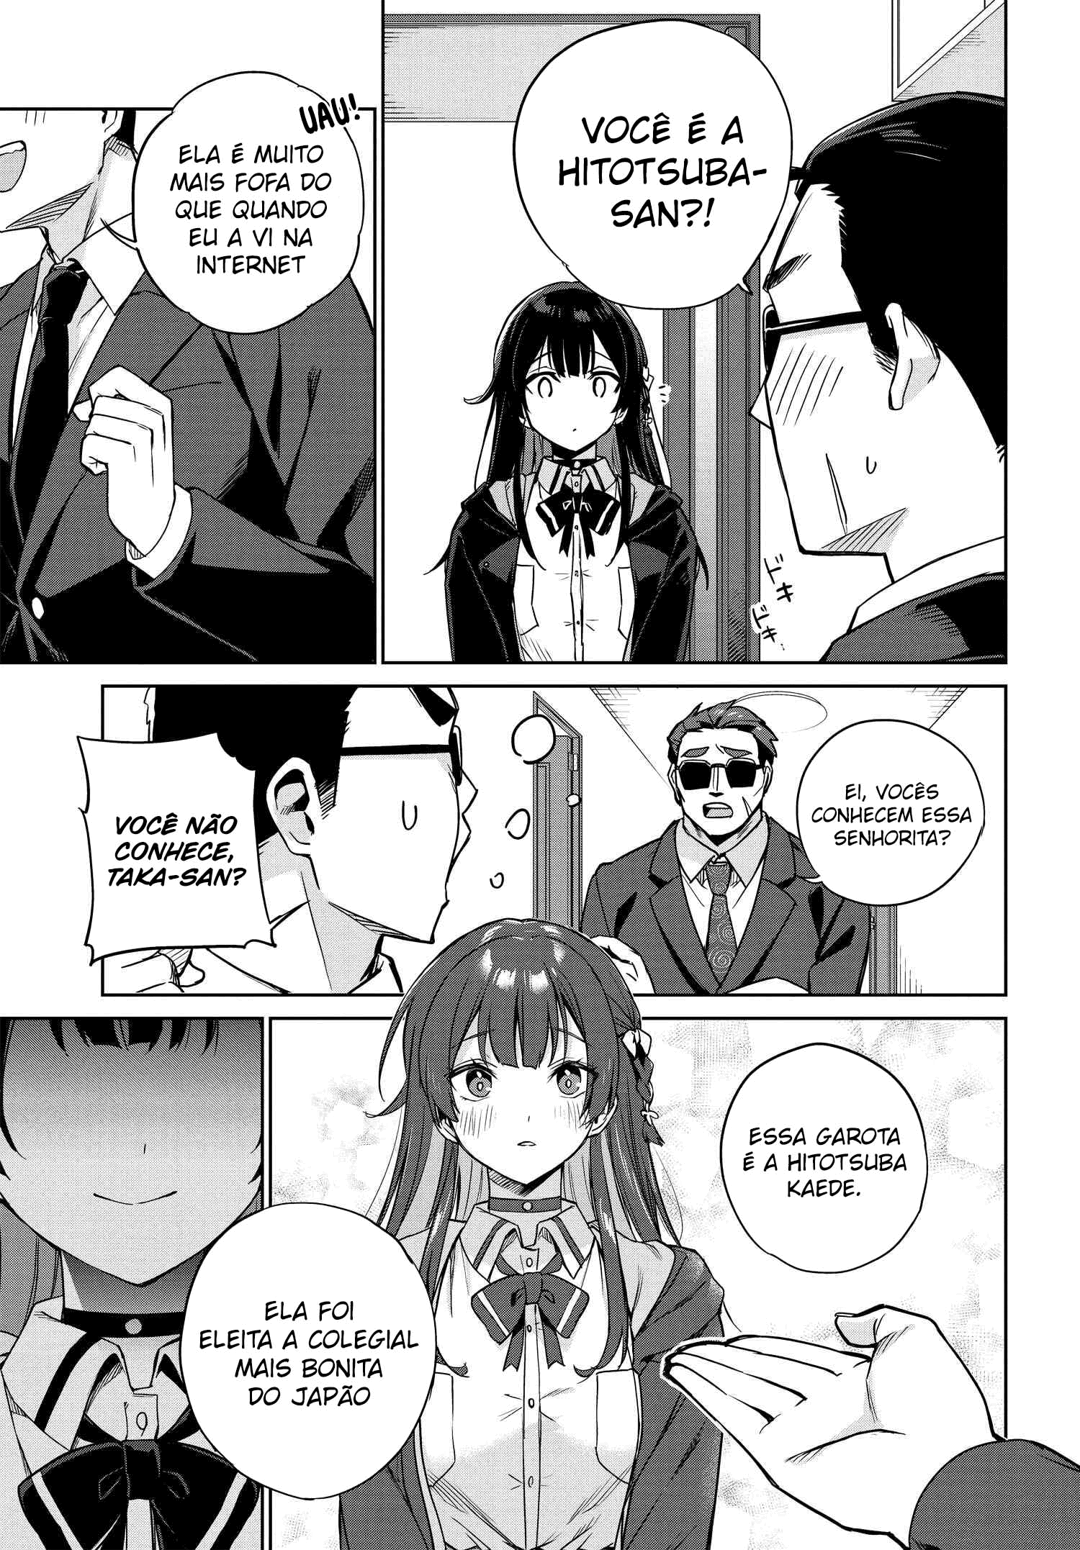 VOCÊ É A
HITOTSUBA-
SAN?!
ドキ
ドキ…
UAU!
ELA É MUITO
MAIS FOFA DO
QUE QUANDO
EU A VI NA
INTERNET
EI, VOCÊS
CONHECEM ESSA
SENHORITA?
VOCÊ NÃO
CONHECE,
TAKA-SAN?
ESSA GAROTA
É A HITOTSUBA
KAEDE.
ELA FOI
ELEITA A COLEGIAL
MAIS BONITA
DO JAPÃO